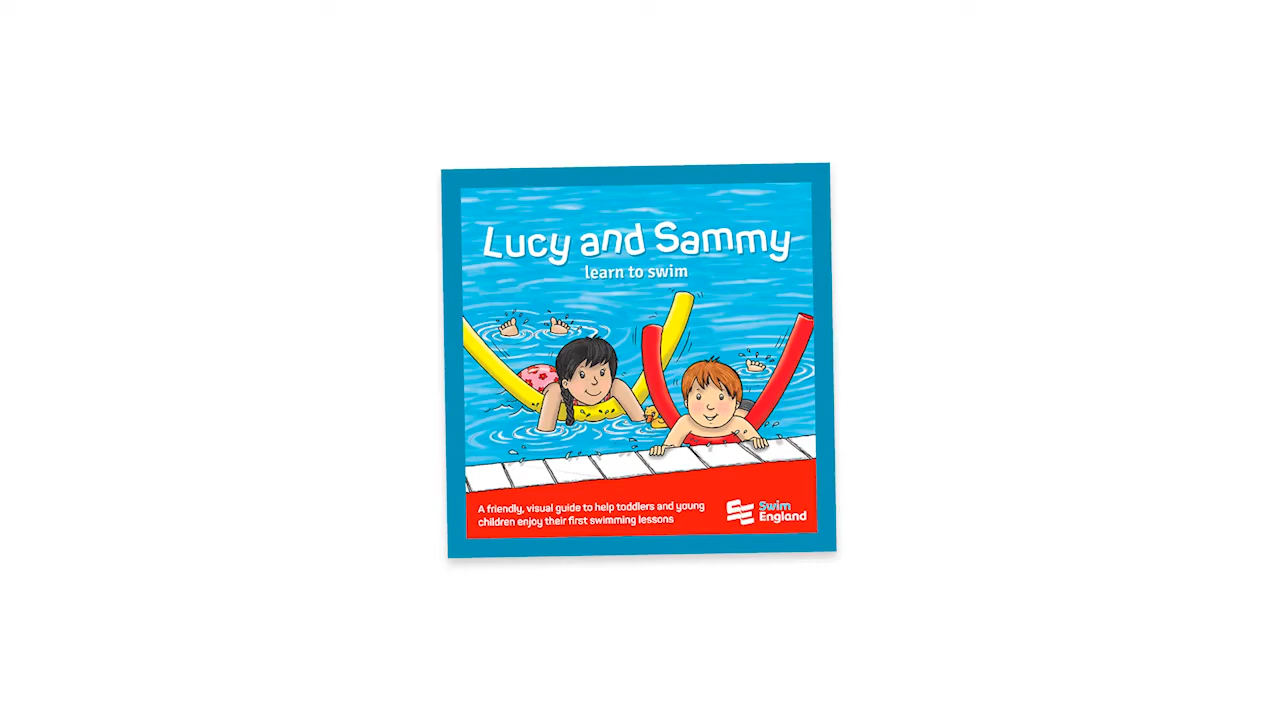 Lucy and Sammy
learn to swim
A friendly, visual guide to help toddlers and young
children enjoy their first swimming lessons
Swim
England